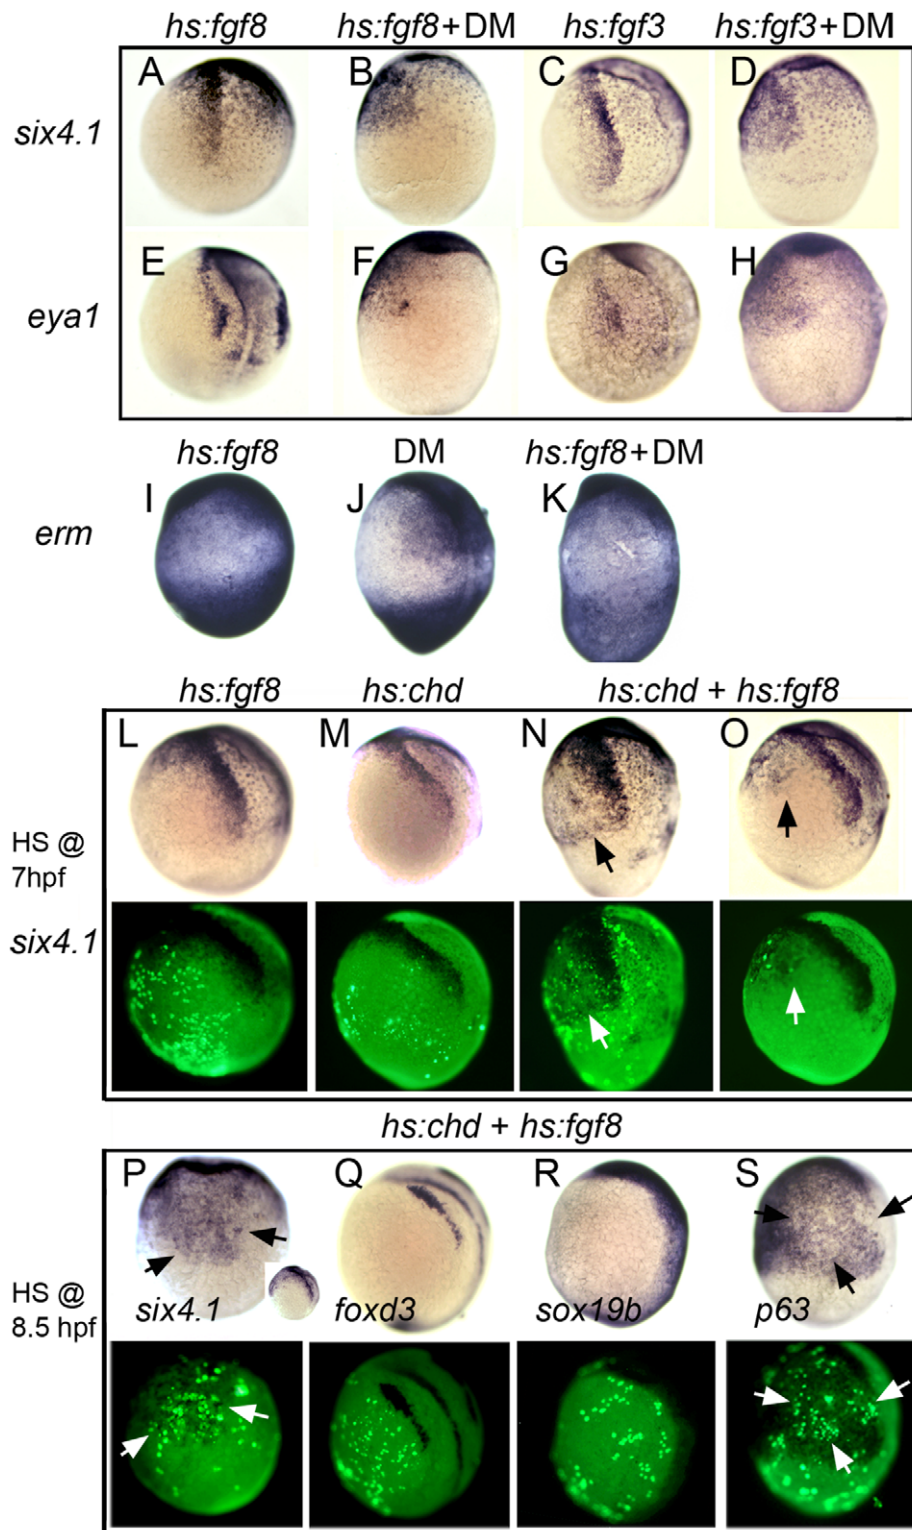 hs:fgf8 hs:fgf8+DM hs:fgf3 hs:fgf3+DM
A B C D
six4.1
E F G H
eya1
hs:fgf8 DM hs:fgf8+DM
I J K
erm
hs:fgf8 hs:chd hs:chd + hs:fgf8
L M N O
HS @
7hpf
six4.1
hs:chd + hs:fgf8
P Q R S
HS @
8.5 hpf
six4.1 foxd3 sox19b p63